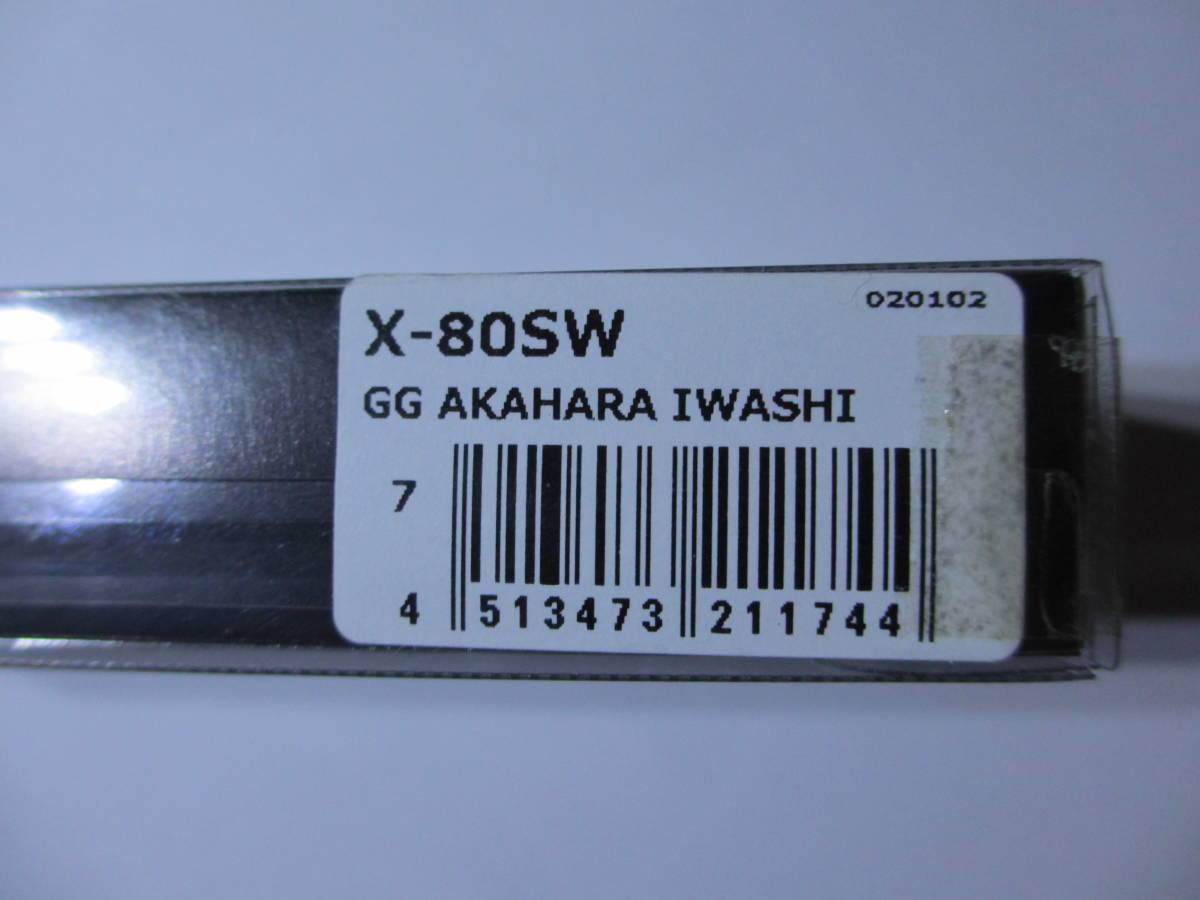 020102
X-80SW
GG AKAHARA IWASHI
7
4 513473 211744